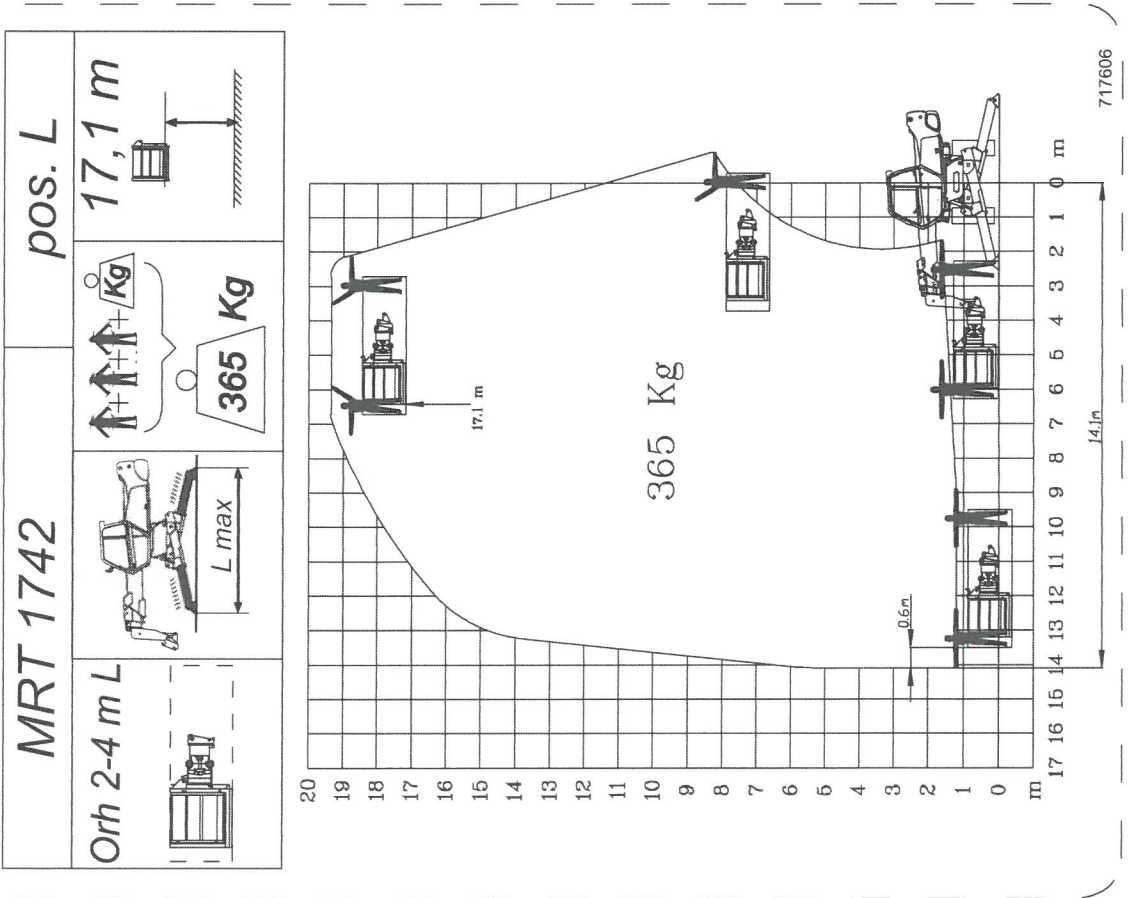 MRT 1742
pos. L
Orh 2-4 m L
L max
Kg
365 Kg
17,1 m
20
19
18
17
16
15
14
13
12
11
10
9
8
7
6
5
4
3
2
1
0
m
17.1 m
365 Kg
0.6m
17 16 15 14 13 12 11 10 9 8 7 6 5 4 3 2 1 0 m
14.1m
717606